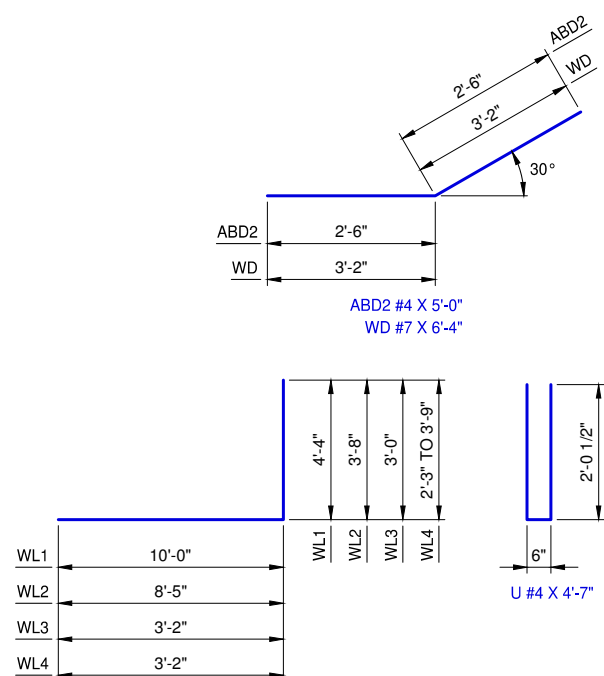 ABD2
2'-6"
WD
3'-2"
30°
ABD2
2'-6"
WD
3'-2"
ABD2 #4 X 5'-0"
WD #7 X 6'-4"
4'-4"
3'-8"
3'-0"
2'-3" TO 3'-9"
2'-0 1/2"
WL1
WL2
WL3
WL4
WL1
10'-0"
6"
WL2
8'-5"
U #4 X 4'-7"
WL3
3'-2"
WL4
3'-2"